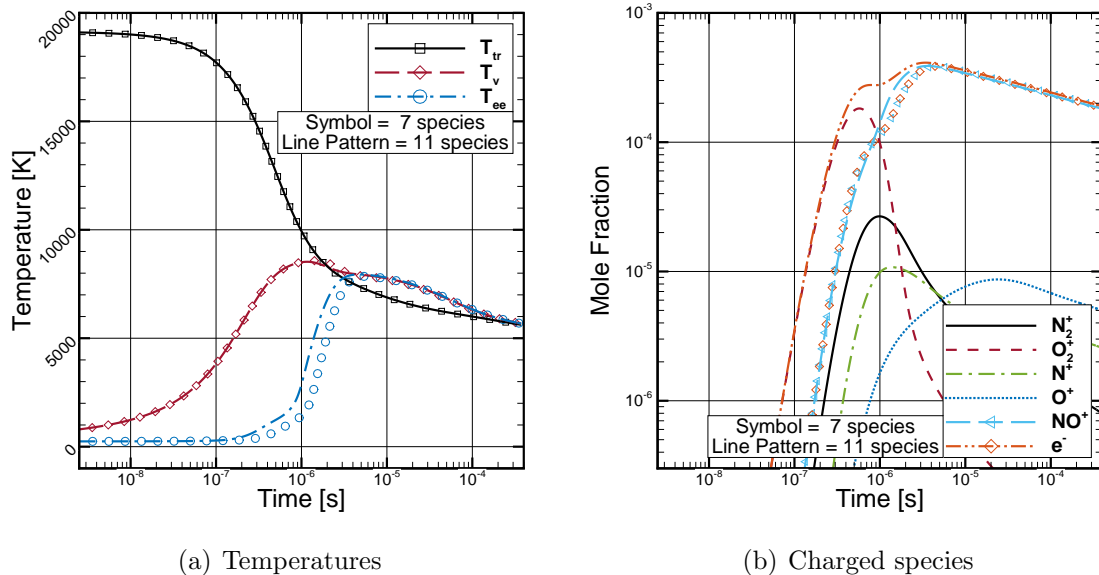 20000
15000
10000
5000
0
Temperature [K]
T_tr
T_v
T_ee
Symbol = 7 species
Line Pattern = 11 species
10⁻⁸
10⁻⁷
10⁻⁶
10⁻⁵
10⁻⁴
Time [s]
(a) Temperatures
10⁻³
10⁻⁴
10⁻⁵
10⁻⁶
Mole Fraction
N₂⁺
O₂⁺
N⁺
O⁺
NO⁺
e⁻
Symbol = 7 species
Line Pattern = 11 species
10⁻⁸
10⁻⁷
10⁻⁶
10⁻⁵
10⁻⁴
Time [s]
(b) Charged species